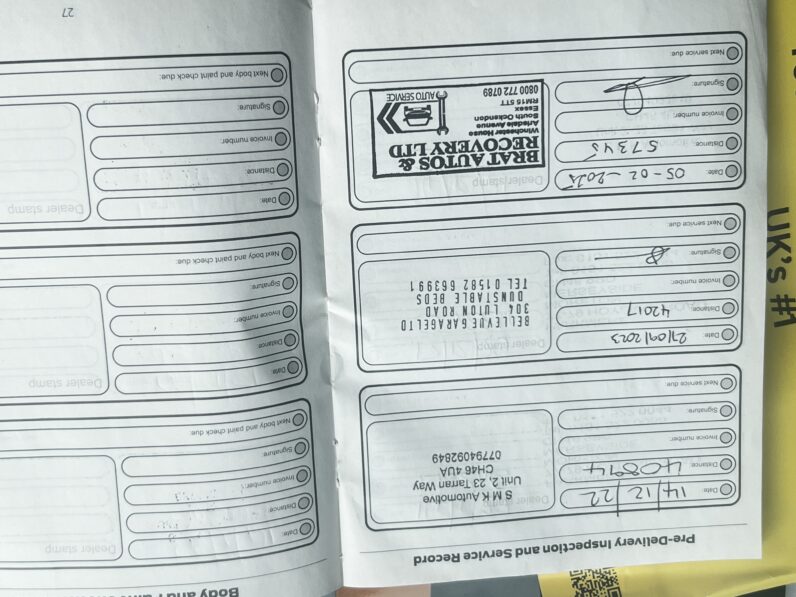 Pre-Delivery Inspection and Service Record
Date: 14/12/22
Distance: 40894
Invoice number:
Signature:
Next service due:
Dealer stamp
S M K Automotive
Unit 2, 23 Tarran Way
CH46 4UA
07794092849
Date: 21/09/2023
Distance: 42017
Invoice number:
Signature:
Next service due:
Dealer stamp
BELLEVUE GARAGE LTD
304 LUTON ROAD
DUNSTABLE BEDS
TEL 01582 663991
Date: 05-02-2025
Distance: 57345
Invoice number:
Signature:
Next service due:
Dealer stamp
BRAT AUTOS &
RECOVERY LTD
Winchester House
Arisdale Avenue
South Ockendon
Essex
RM15 5TT
0800 772 0789
AUTO SERVICE
Body and
Date:
Distance:
Invoice number:
Signature:
Next body and paint check due:
Dealer stamp
Date:
Distance:
Invoice number:
Signature:
Next body and paint check due:
Dealer stamp
Date:
Distance:
Invoice number:
Signature:
Next body and paint check due:
Dealer stamp
27
UK's #1